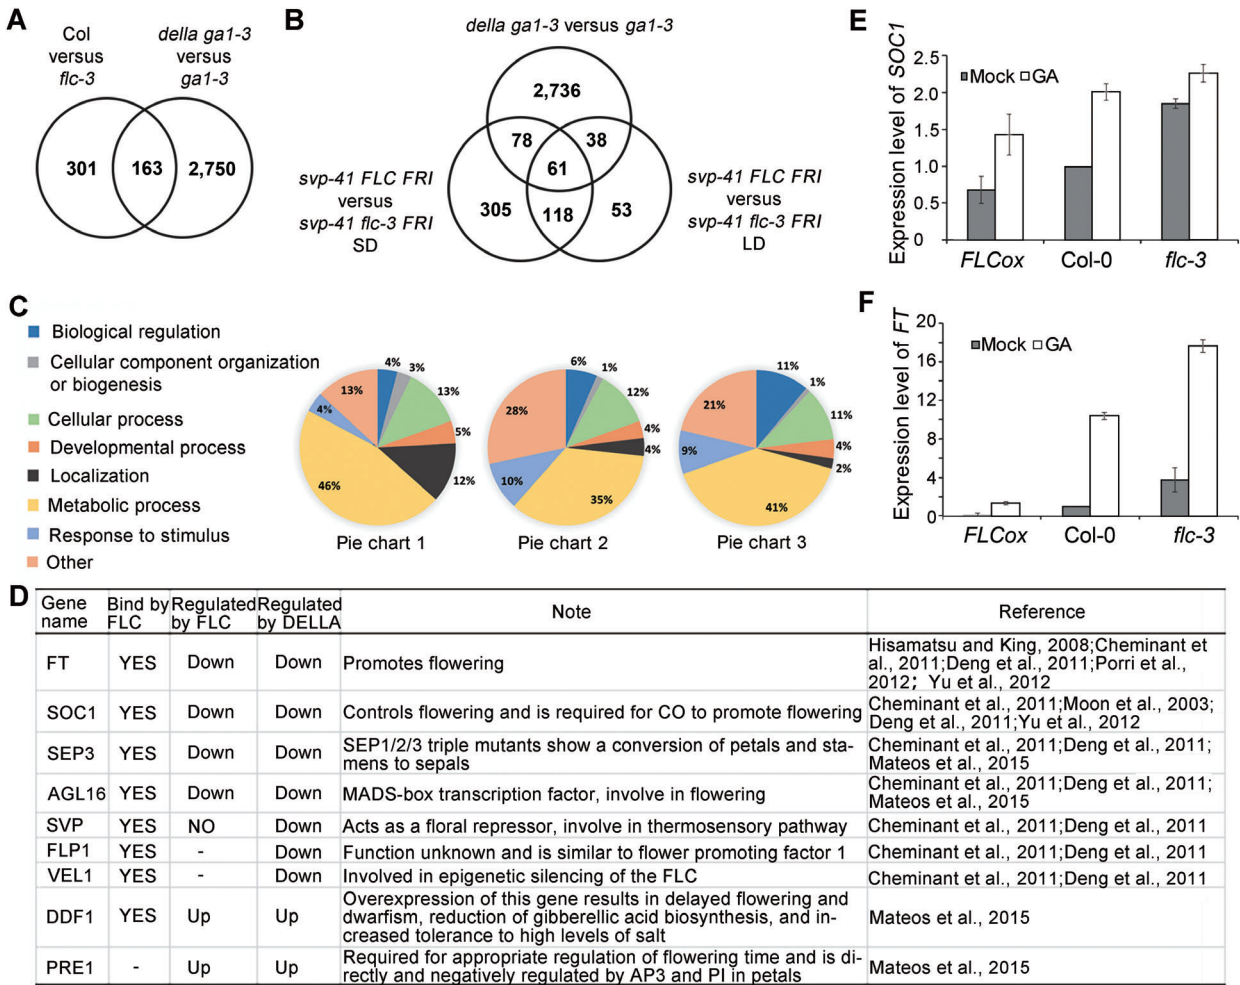 A
Col
versus
flc-3
della ga1-3
versus
ga1-3
301
163
2,750
B
della ga1-3 versus ga1-3
2,736
78
38
61
305
118
53
svp-41 FLC FRI
versus
svp-41 flc-3 FRI
SD
svp-41 FLC FRI
versus
svp-41 flc-3 FRI
LD
C
Biological regulation
Cellular component organization
or biogenesis
Cellular process
Developmental process
Localization
Metabolic process
Response to stimulus
Other
4%
3%
13%
5%
12%
46%
4%
13%
Pie chart 1
6%
1%
12%
4%
4%
35%
10%
28%
Pie chart 2
11%
1%
11%
4%
2%
41%
9%
21%
Pie chart 3
E
Expression level of SOC1
2.5
2.0
1.5
1.0
0.5
0
Mock GA
FLCox Col-0 flc-3
F
Expression level of FT
20
16
12
8
4
0
Mock GA
FLCox Col-0 flc-3
D
Gene name Bind by FLC Regulated by FLC Regulated by DELLA Note Reference
FT YES Down Down Promotes flowering
Hisamatsu and King, 2008;Cheminant et
al., 2011;Deng et al., 2011;Porri et al.,
2012; Yu et al., 2012
SOC1 YES Down Down Controls flowering and is required for CO to promote flowering
Cheminant et al., 2011;Moon et al., 2003;
Deng et al., 2011;Yu et al., 2012
SEP3 YES Down Down
SEP1/2/3 triple mutants show a conversion of petals and sta-
mens to sepals
Cheminant et al., 2011;Deng et al., 2011;
Mateos et al., 2015
AGL16 YES Down Down MADS-box transcription factor, involve in flowering
Cheminant et al., 2011;Deng et al., 2011;
Mateos et al., 2015
SVP YES NO Down Acts as a floral repressor, involve in thermosensory pathway Cheminant et al., 2011;Deng et al., 2011
FLP1 YES - Down Function unknown and is similar to flower promoting factor 1 Cheminant et al., 2011;Deng et al., 2011
VEL1 YES - Down Involved in epigenetic silencing of the FLC Cheminant et al., 2011;Deng et al., 2011
DDF1 YES Up Up
Overexpression of this gene results in delayed flowering and
dwarfism, reduction of gibberellic acid biosynthesis, and in-
creased tolerance to high levels of salt
Mateos et al., 2015
PRE1 - Up Up
Required for appropriate regulation of flowering time and is di-
rectly and negatively regulated by AP3 and PI in petals
Mateos et al., 2015